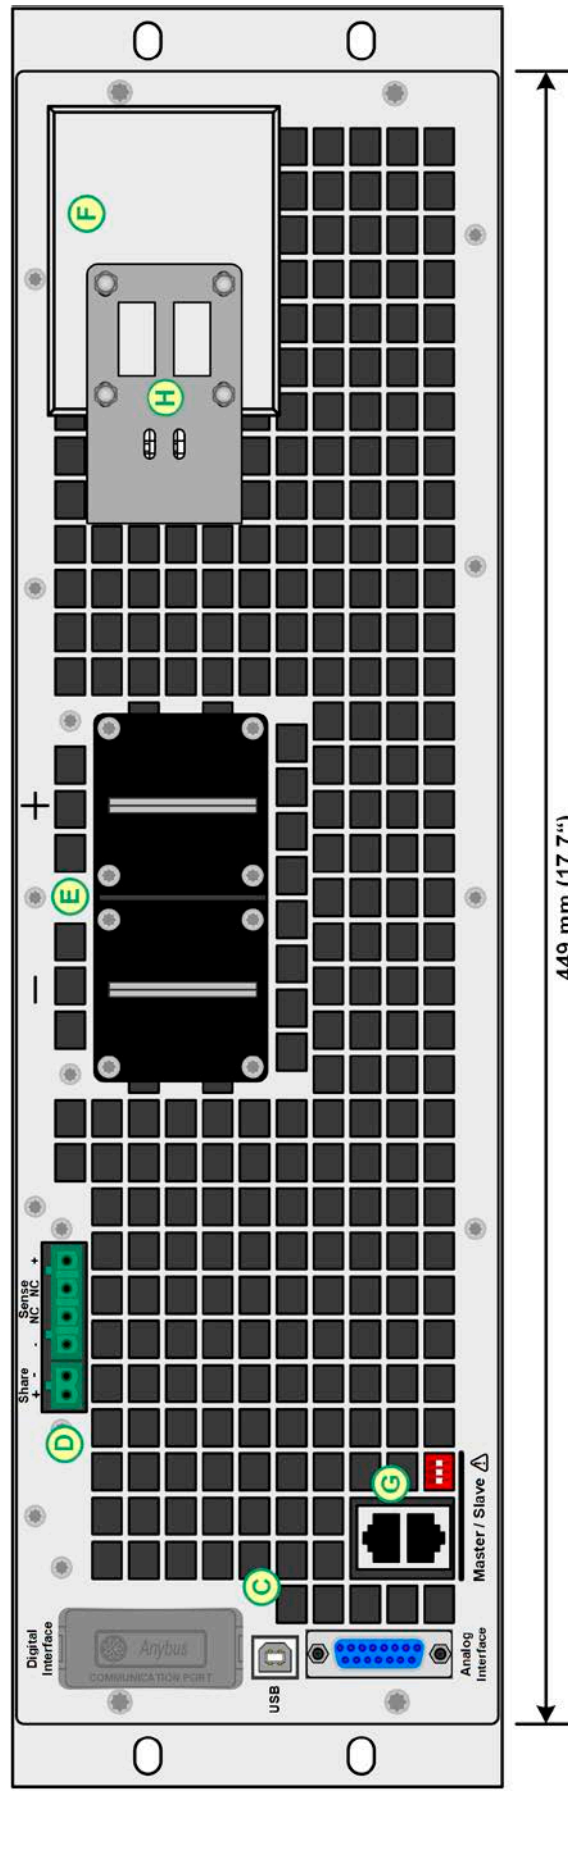 F
H
+
E
–
449 mm (17.7“)
Sense
+ NC NC -
Share
- +
D
G
Master / Slave
C
Digital
Interface
Anybus
COMMUNICATION PORT
USB
Analog
Interface